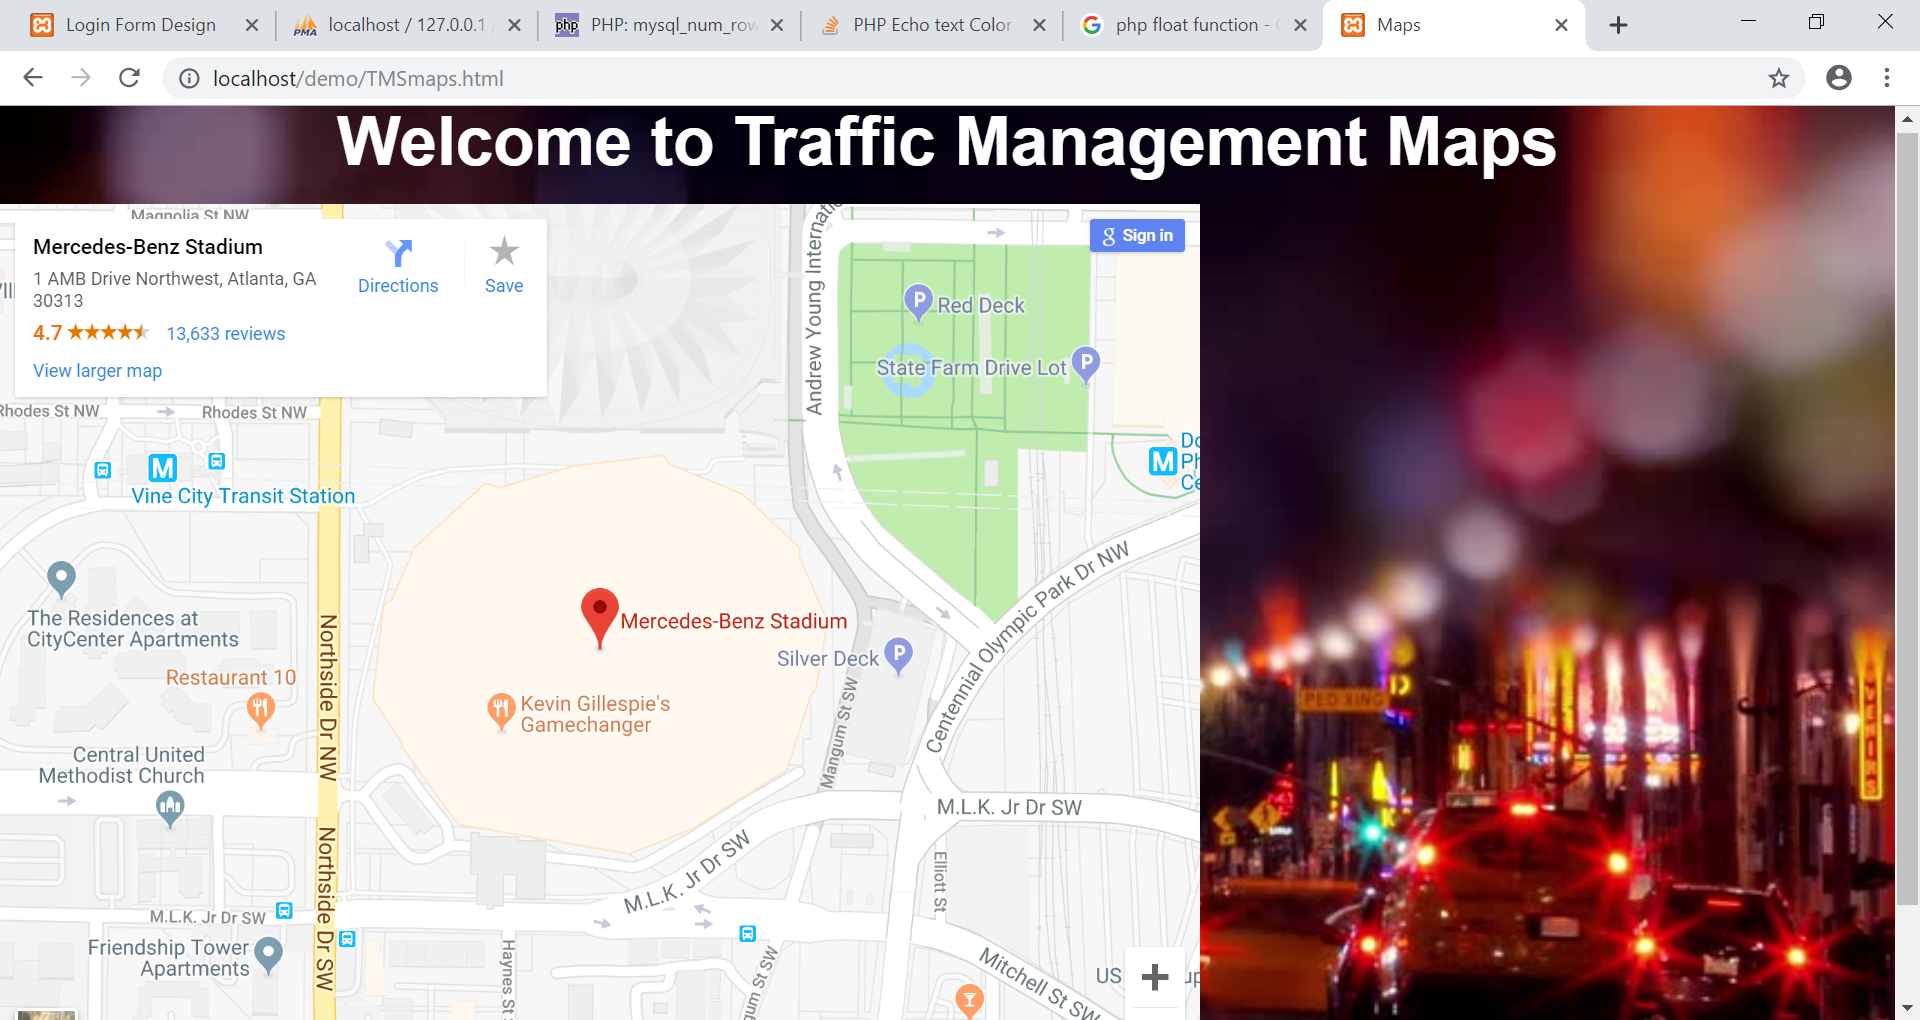 Login Form Design
localhost / 127.0.0.1
PMA
php
PHP: mysql_num_row
PHP Echo text Color
php float function -
Maps
localhost/demo/TMSmaps.html
Welcome to Traffic Management Maps
Magnolia St NW
Mercedes-Benz Stadium
1 AMB Drive Northwest, Atlanta, GA
30313
4.7
13,633 reviews
View larger map
Directions
Save
g Sign in
Andrew Young Internatio
P
Red Deck
State Farm Drive Lot
P
Rhodes St NW
Rhodes St NW
M
Vine City Transit Station
M
The Residences at
CityCenter Apartments
Restaurant 10
Northside Dr NW
Mercedes-Benz Stadium
Silver Deck
P
Kevin Gillespie's
Gamechanger
Mangum St SW
Centennial Olympic Park Dr NW
Central United
Methodist Church
M.L.K. Jr Dr SW
M.L.K. Jr Dr SW
Elliott St
M.L.K. Jr Dr SW
Northside Dr SW
Friendship Tower
Apartments
Haynes St
gum St SW
Mitchell St SW
US
PED XING